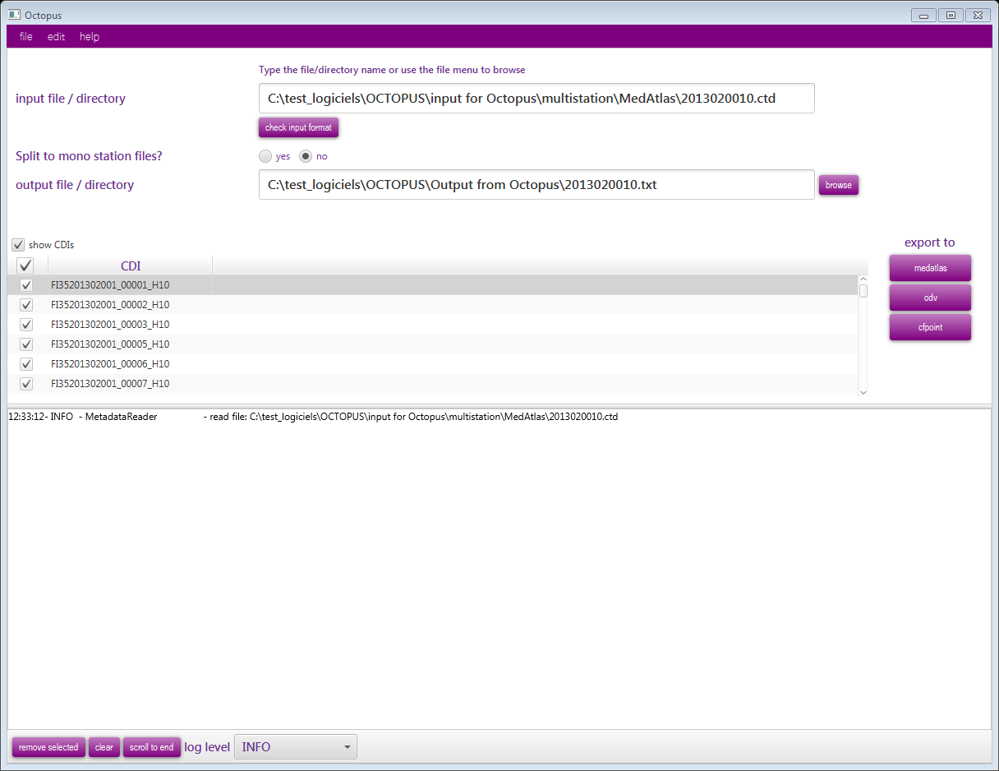 Octopus
file edit help
Type the file/directory name or use the file menu to browse
input file / directory
C:\test_logiciels\OCTOPUS\input for Octopus\multistation\MedAtlas\2013020010.ctd
check input format
Split to mono station files?
yes no
output file / directory
C:\test_logiciels\OCTOPUS\Output from Octopus\2013020010.txt
browse
show CDIs
CDI
FI35201302001_00001_H10
FI35201302001_00002_H10
FI35201302001_00003_H10
FI35201302001_00005_H10
FI35201302001_00006_H10
FI35201302001_00007_H10
export to
medatlas
odv
cfpoint
12:33:12- INFO - MetadataReader - read file: C:\test_logiciels\OCTOPUS\input for Octopus\multistation\MedAtlas\2013020010.ctd
remove selected clear scroll to end log level INFO